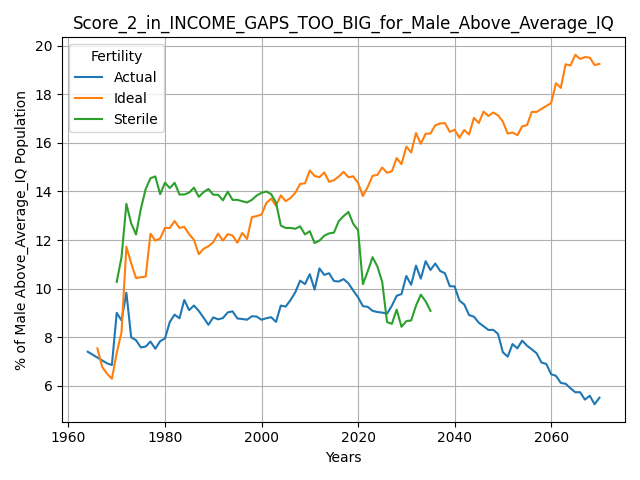 Score_2_in_INCOME_GAPS_TOO_BIG_for_Male_Above_Average_IQ
Fertility
Actual
Ideal
Sterile
% of Male Above_Average_IQ Population
20
18
16
14
12
10
8
6
1960
1980
2000
2020
2040
2060
Years